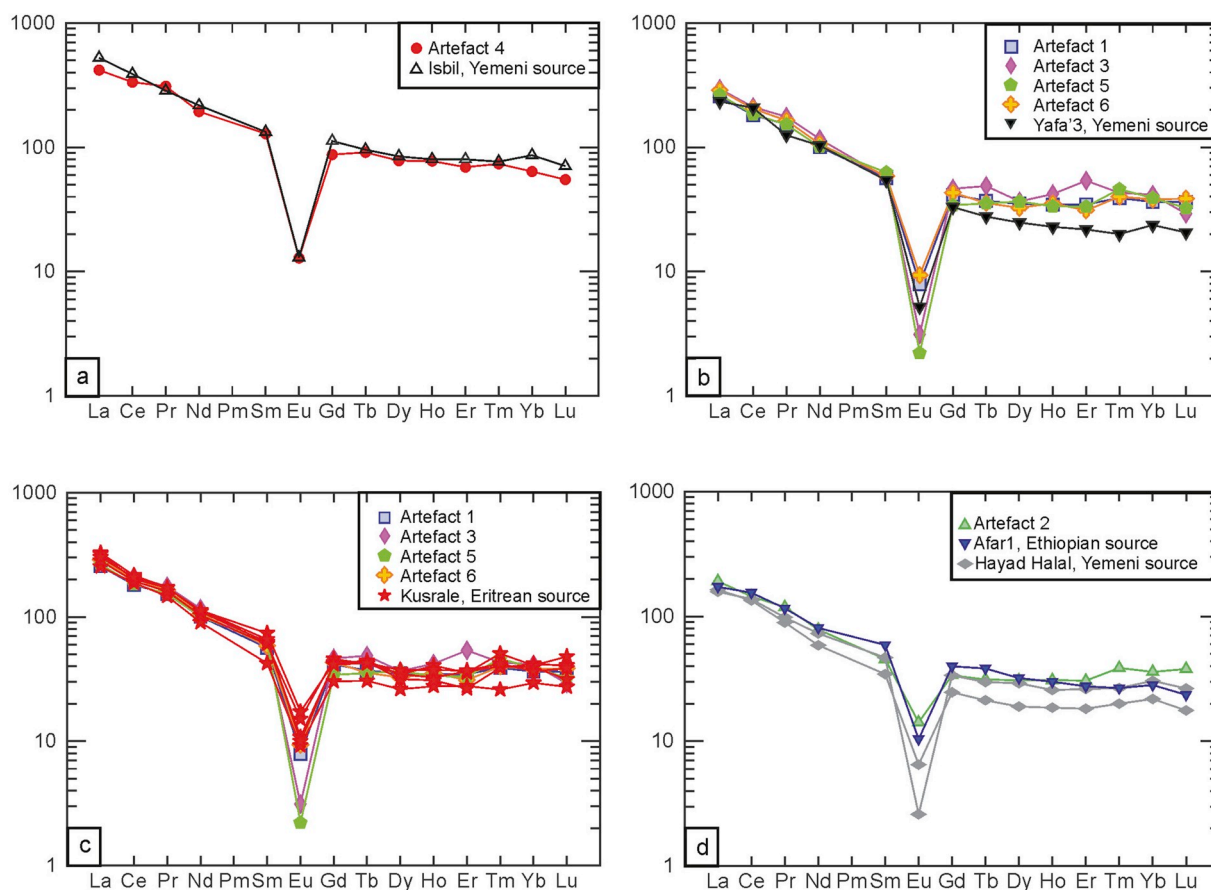 1000
100
10
1
Artefact 4
Isbil, Yemeni source
a
La Ce Pr Nd Pm Sm Eu Gd Tb Dy Ho Er Tm Yb Lu
1000
100
10
1
Artefact 1
Artefact 3
Artefact 5
Artefact 6
Yafa'3, Yemeni source
b
La Ce Pr Nd Pm Sm Eu Gd Tb Dy Ho Er Tm Yb Lu
1000
100
10
1
Artefact 1
Artefact 3
Artefact 5
Artefact 6
Kusrale, Eritrean source
c
La Ce Pr Nd Pm Sm Eu Gd Tb Dy Ho Er Tm Yb Lu
1000
100
10
1
Artefact 2
Afar1, Ethiopian source
Hayad Halal, Yemeni source
d
La Ce Pr Nd Pm Sm Eu Gd Tb Dy Ho Er Tm Yb Lu